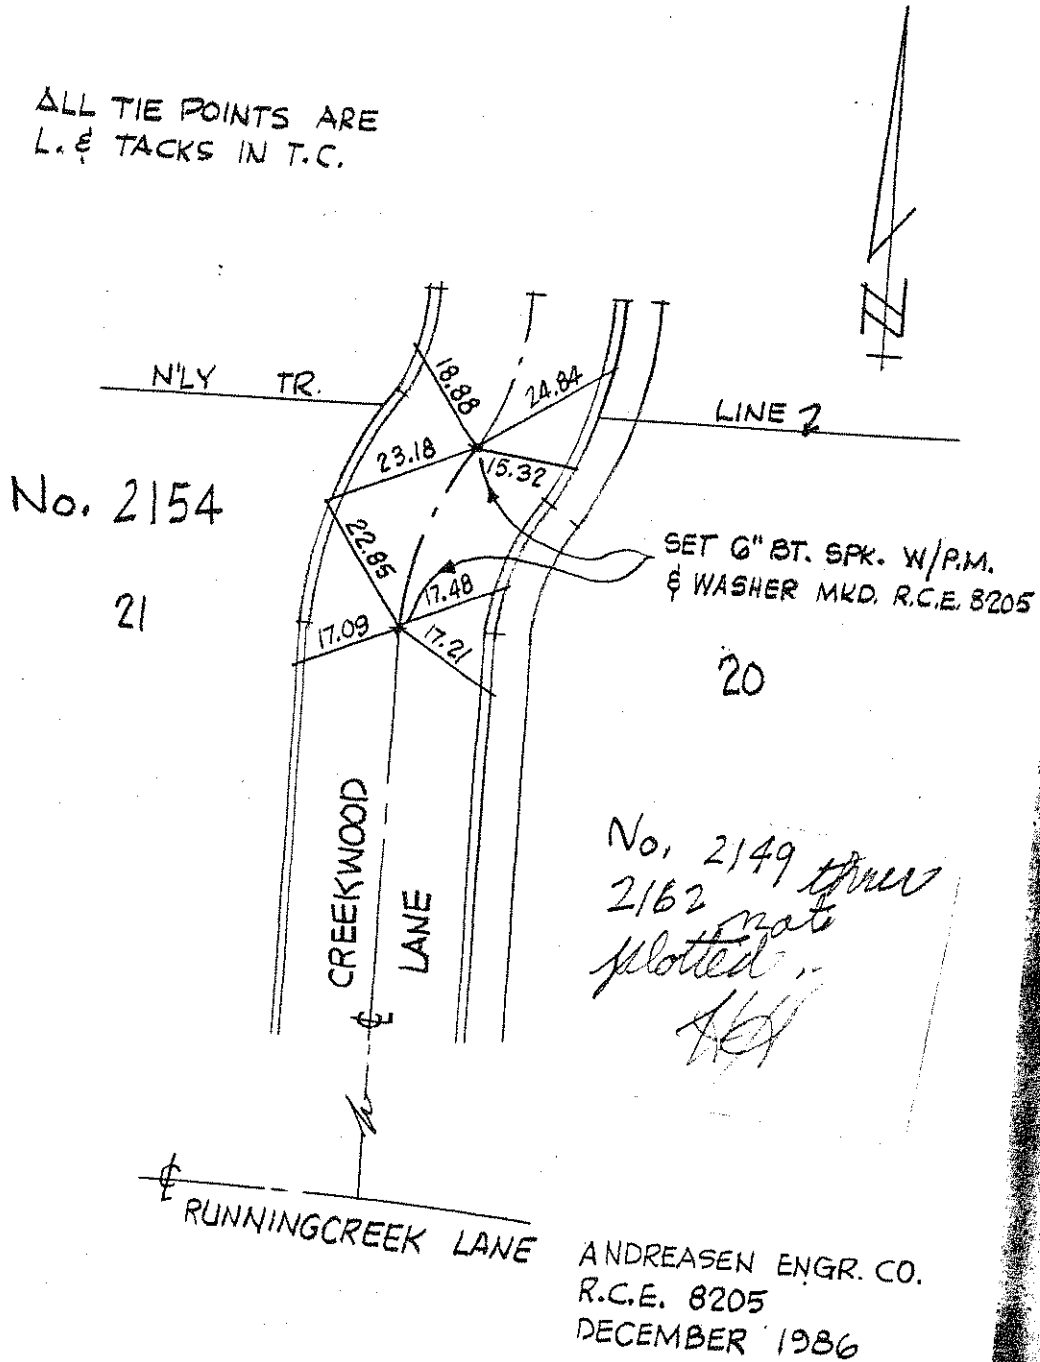 ALL TIE POINTS ARE
L. & TACKS IN T.C.
N
N'LY TR.
LINE 2
18.88
24.84
23.18
15.32
No. 2154
22.85
SET 6" BT. SPK. W/P.M.
& WASHER MKD. R.C.E. 8205
21
17.48
17.09
17.21
20
CREEKWOOD
LANE
No. 2149 thru
2162 not
plotted.
℄
℄
RUNNINGCREEK LANE
ANDREASEN ENGR. CO.
R.C.E. 8205
DECEMBER 1986